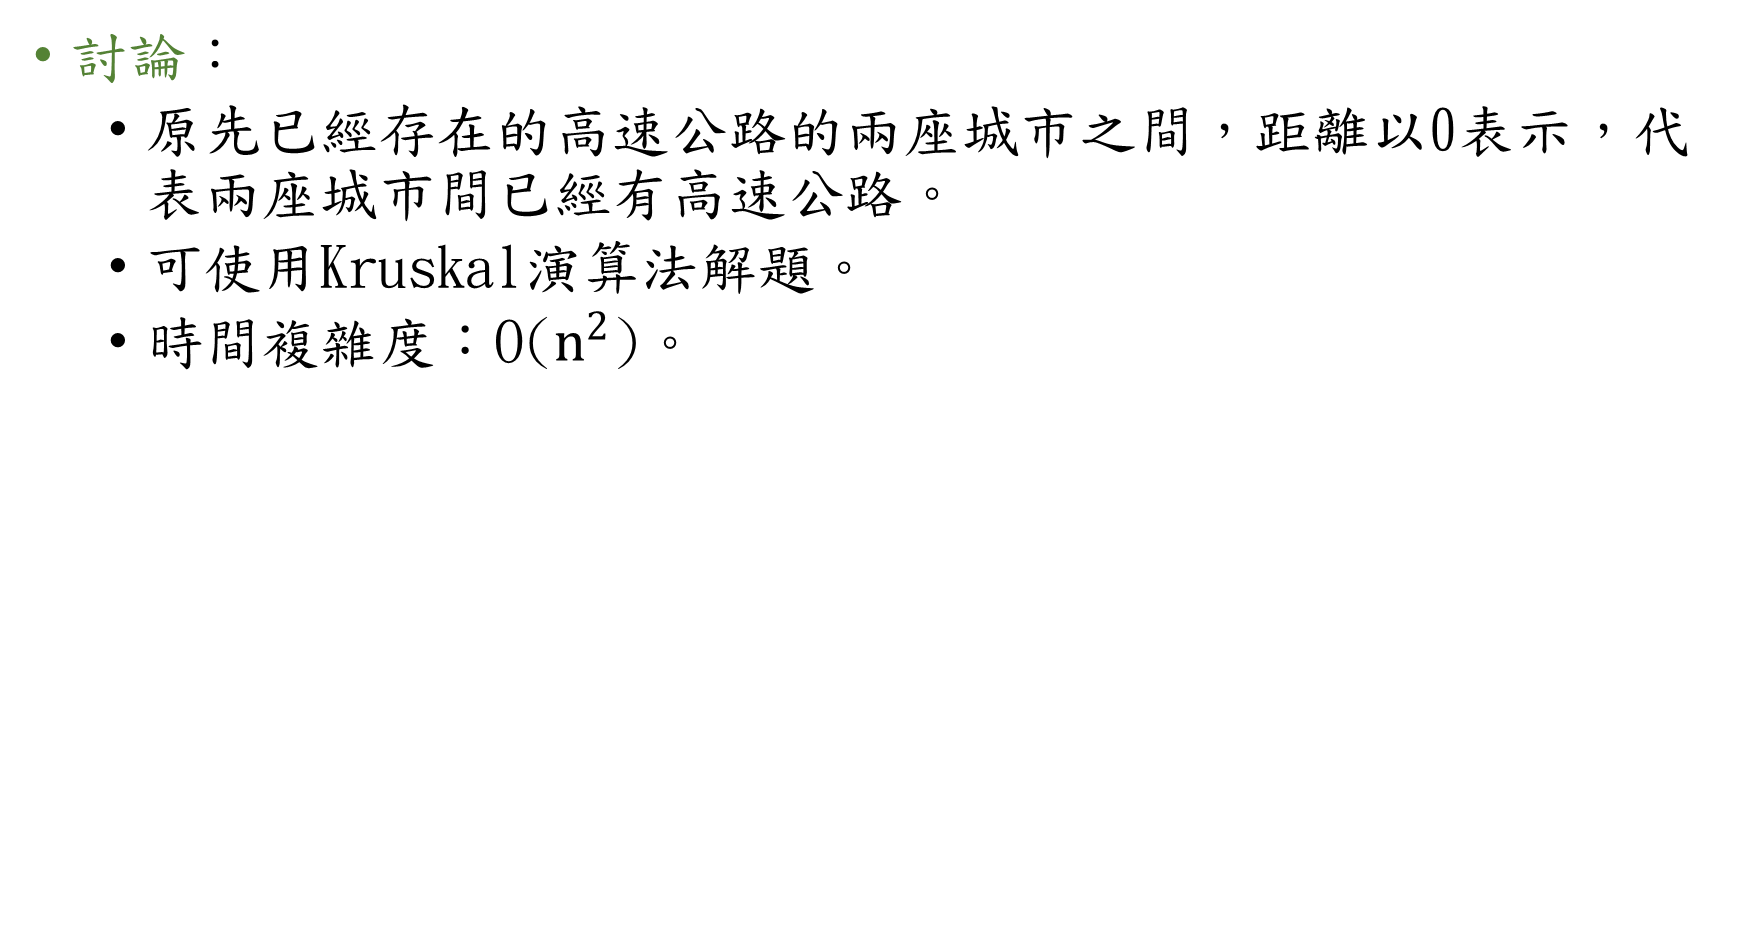 • 討論：
• 原先已經存在的高速公路的兩座城市之間，距離以0表示，代
表兩座城市間已經有高速公路。
• 可使用Kruskal演算法解題。
• 時間複雜度：O(n²)。